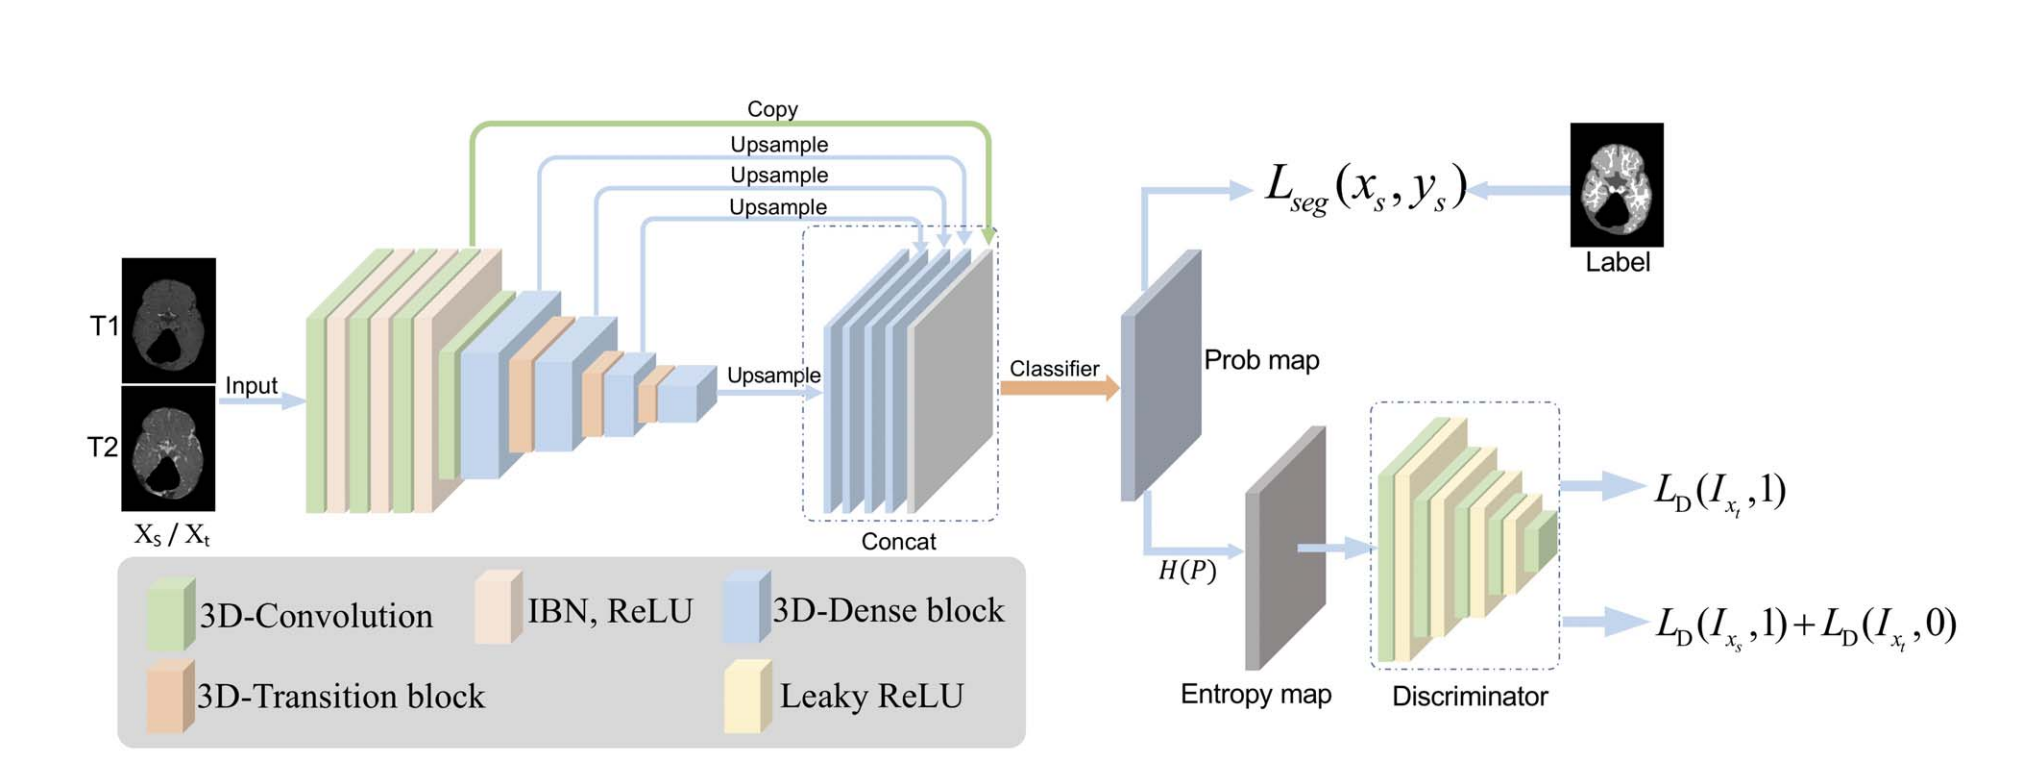 Copy
Upsample
Upsample
Upsample
T1
T2
Input
X_s / X_t
Upsample
Concat
Classifier
Prob map
L_seg(x_s, y_s)
Label
H(P)
Entropy map
Discriminator
L_D(I_{x_t},1)
L_D(I_{x_s},1)+L_D(I_{x_t},0)
3D-Convolution
IBN, ReLU
3D-Dense block
3D-Transition block
Leaky ReLU